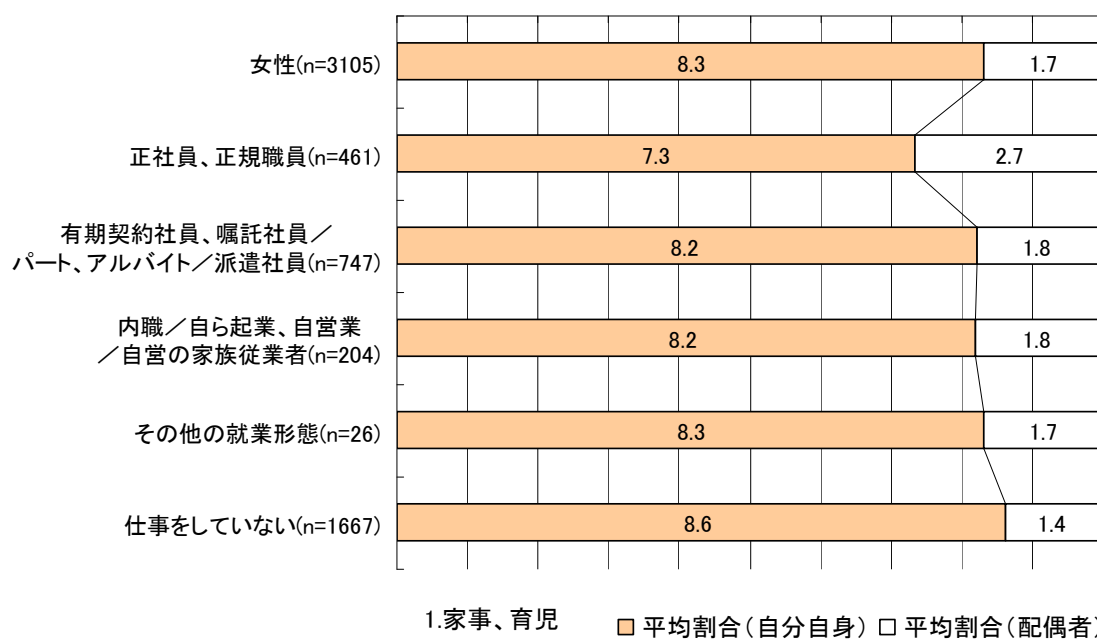 女性(n=3105)
8.3
1.7
正社員、正規職員(n=461)
7.3
2.7
有期契約社員、嘱託社員／
パート、アルバイト／派遣社員(n=747)
8.2
1.8
内職／自ら起業、自営業
／自営の家族従業者(n=204)
8.2
1.8
その他の就業形態(n=26)
8.3
1.7
仕事をしていない(n=1667)
8.6
1.4
1.家事、育児
平均割合(自分自身) 平均割合(配偶者)